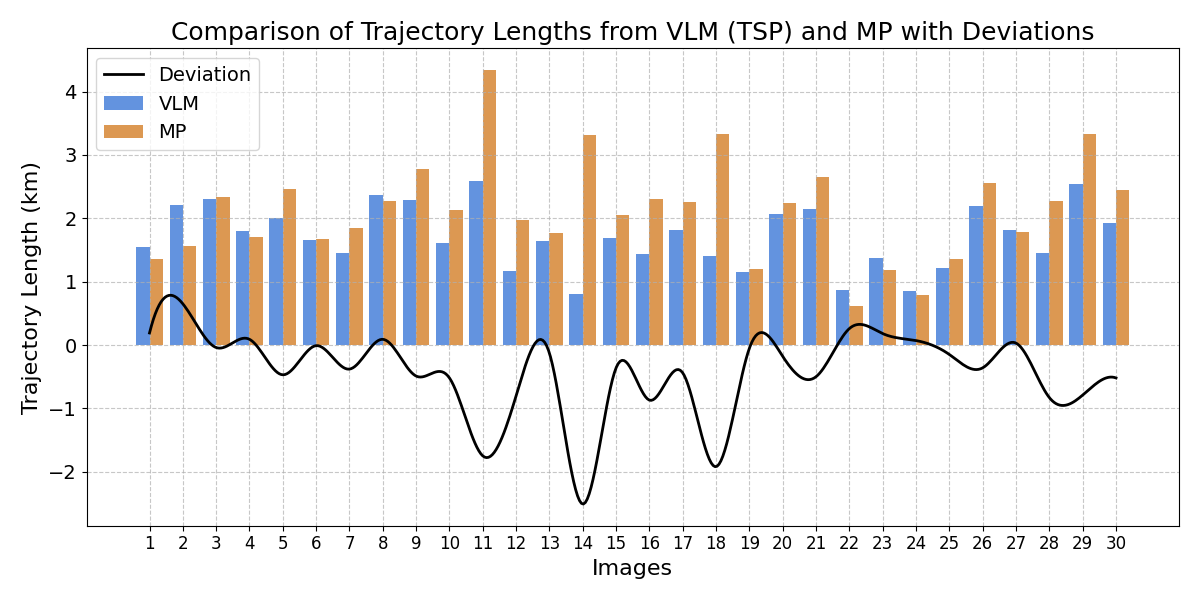 Comparison of Trajectory Lengths from VLM (TSP) and MP with Deviations
Deviation
VLM
MP
Trajectory Length (km)
4
3
2
1
0
−1
−2
1 2 3 4 5 6 7 8 9 10 11 12 13 14 15 16 17 18 19 20 21 22 23 24 25 26 27 28 29 30
Images